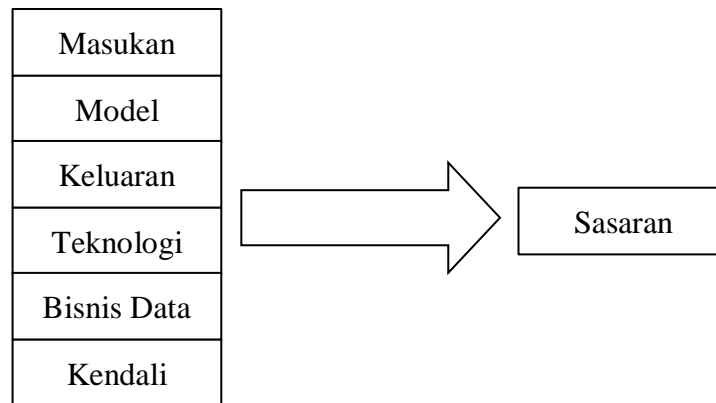 Masukan
Model
Keluaran
Teknologi
Bisnis Data
Kendali
Sasaran